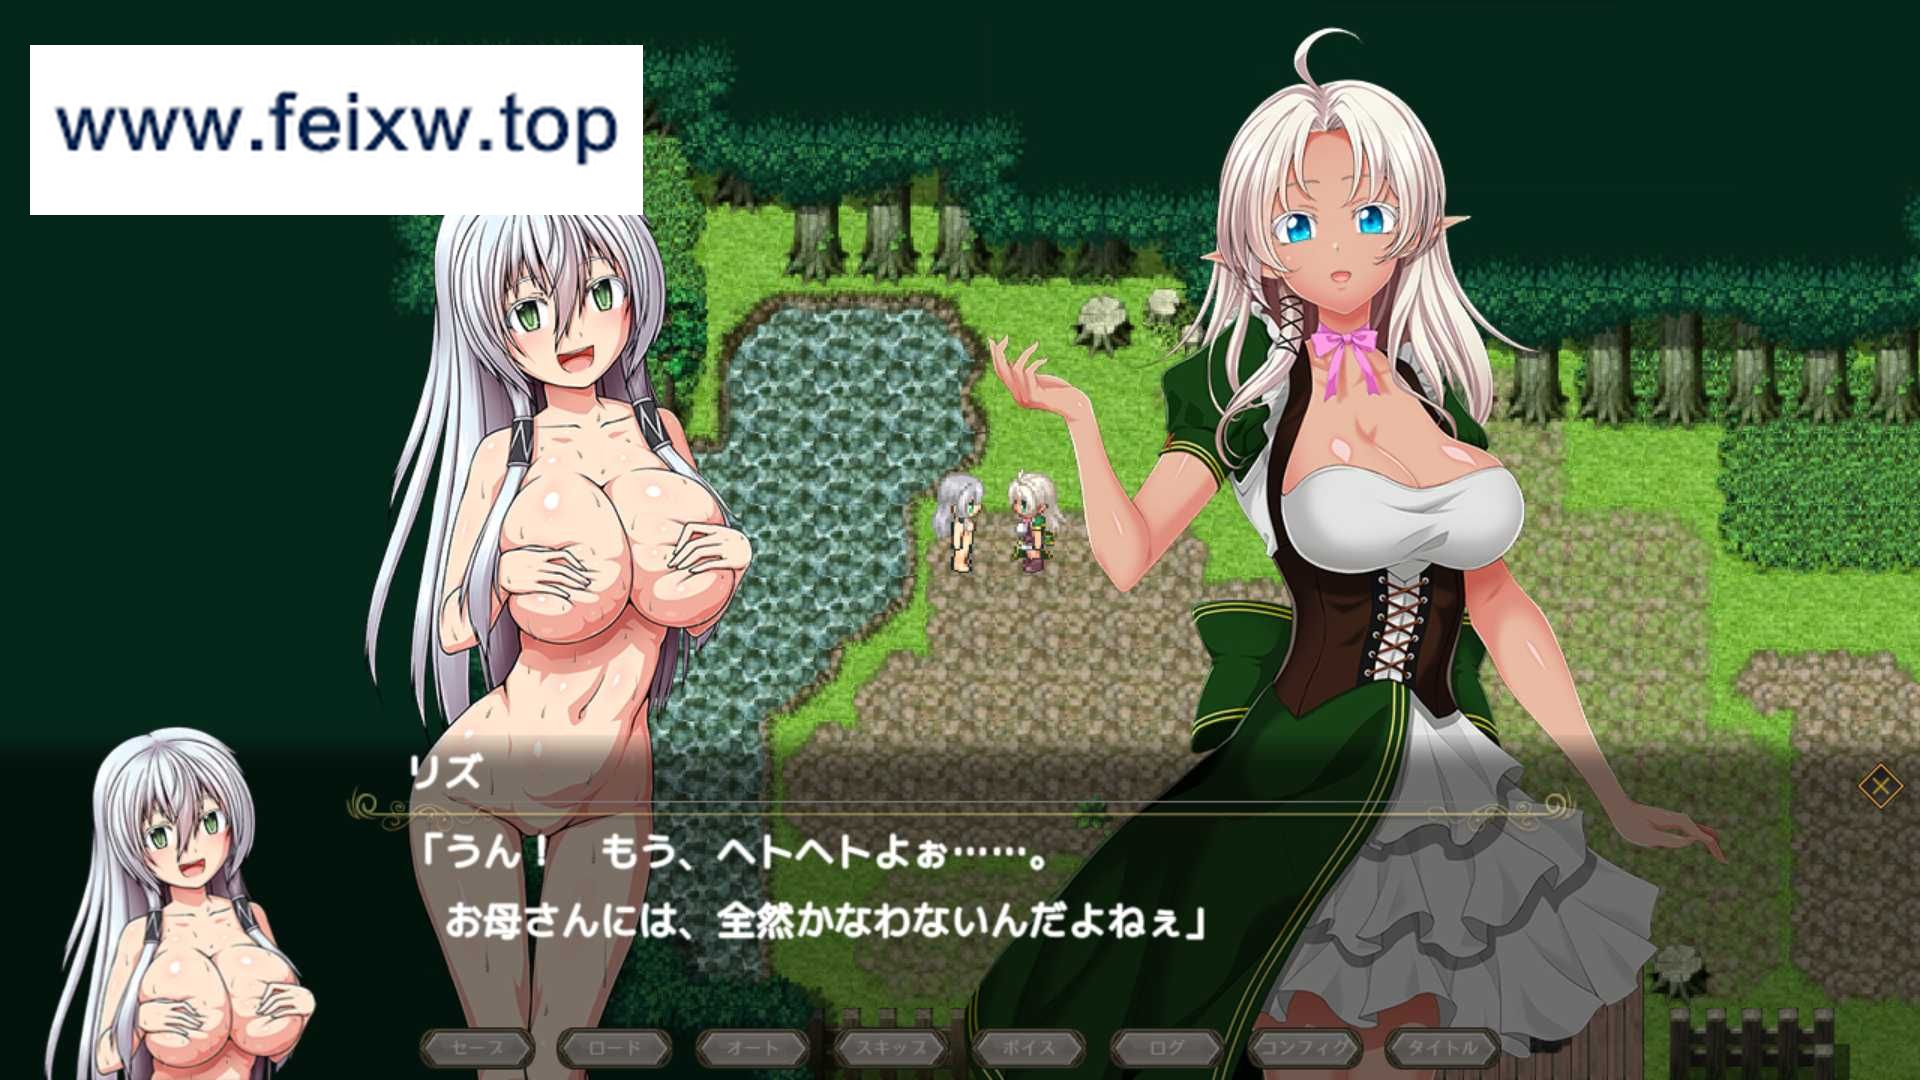 www.feixw.top
リズ
「うん！　もう、ヘトヘトよぉ……。
お母さんには、全然かなわないんだよねぇ」
セーブ
ロード
オート
スキップ
ボイス
ログ
コンフィグ
タイトル